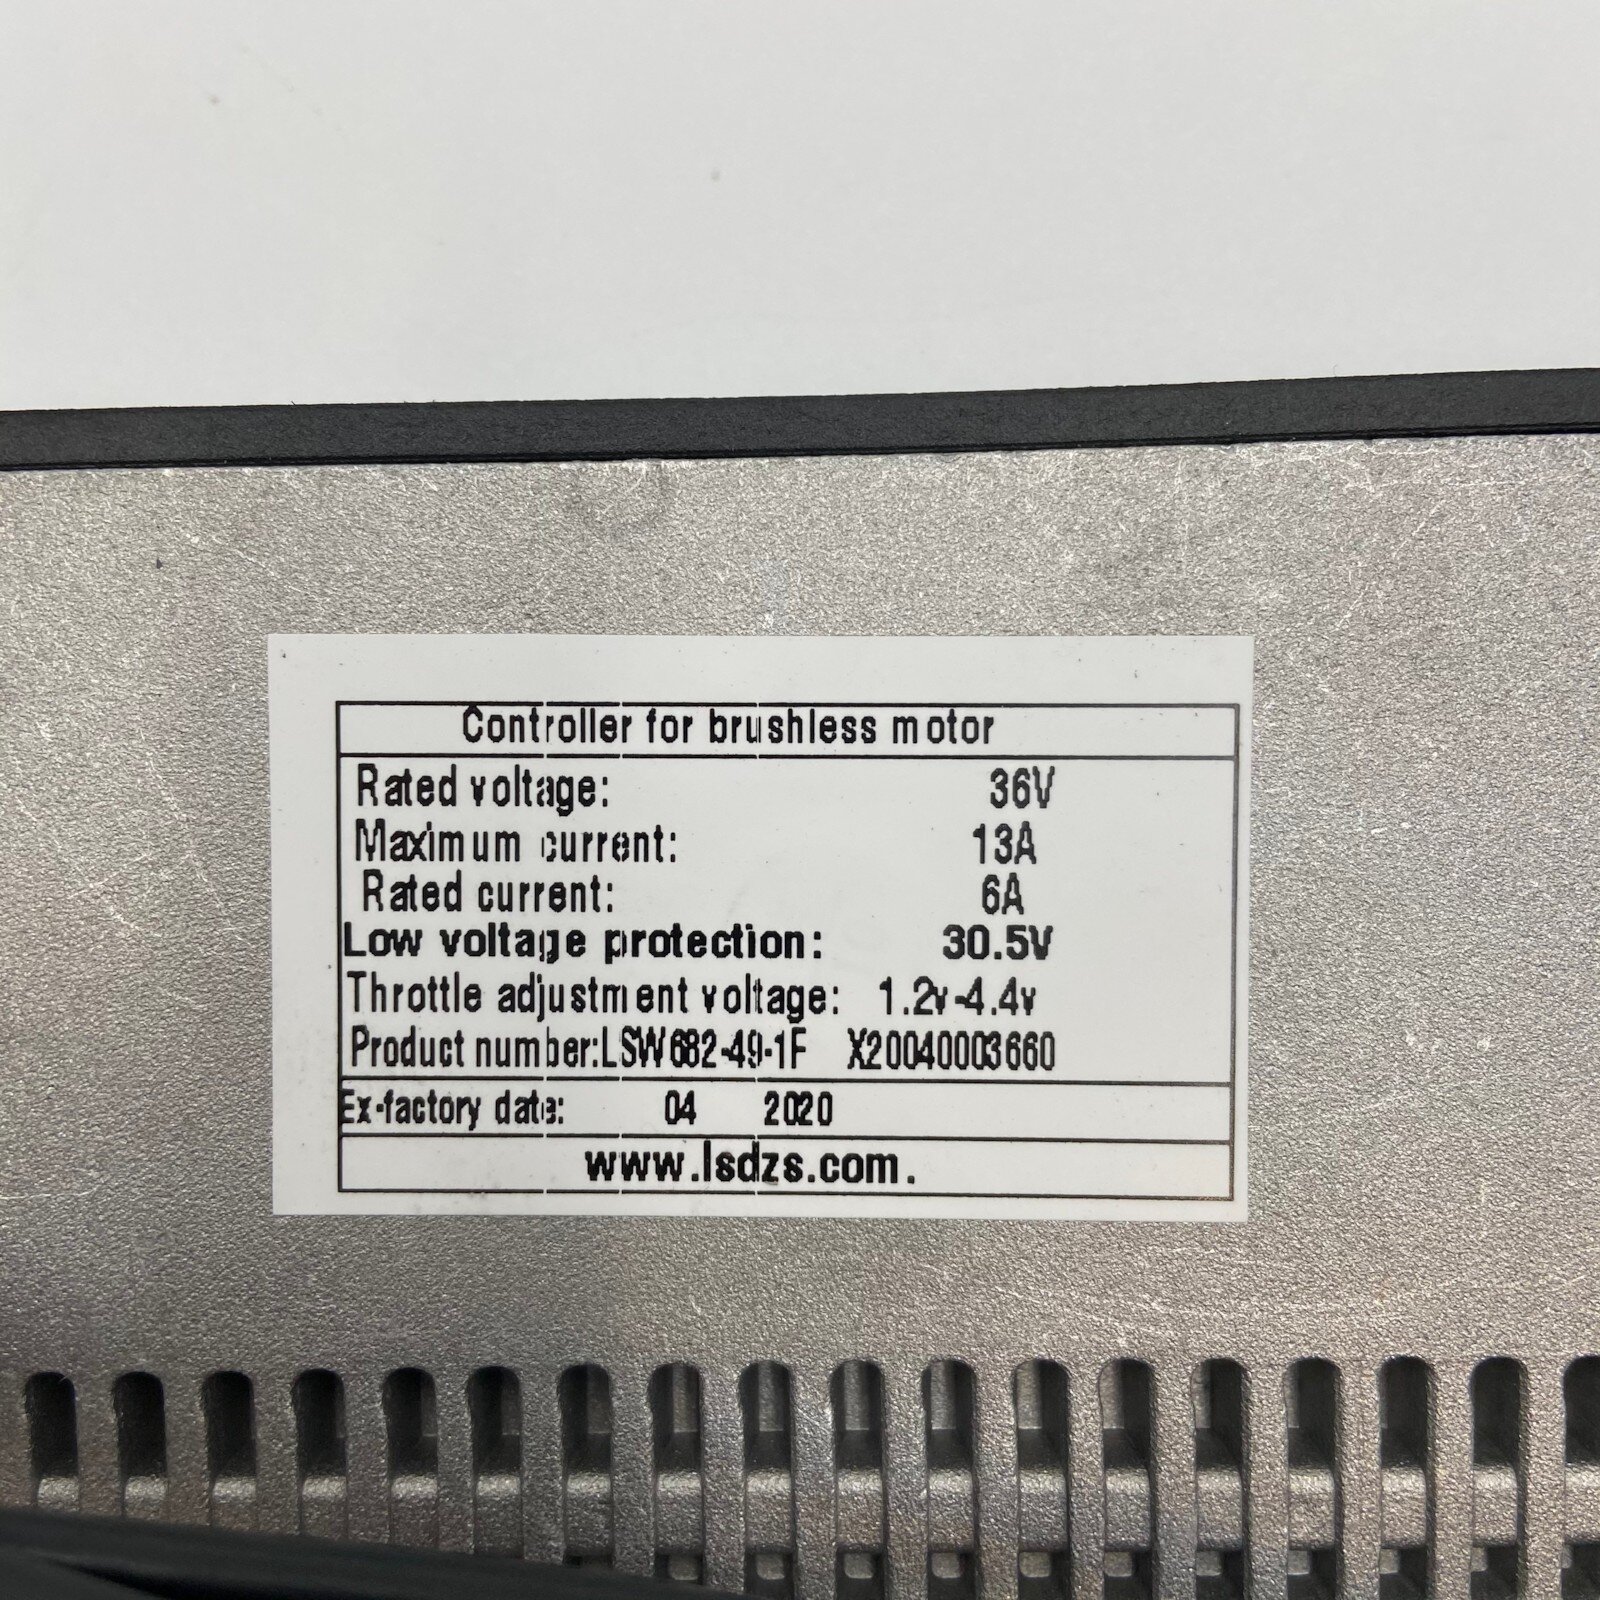 Controller for brushless motor
Rated voltage: 36V
Maximum current: 13A
Rated current: 6A
Low voltage protection: 30.5V
Throttle adjustment voltage: 1.2v-4.4v
Product number:LSW682-49-1F X20040003660
Ex-factory date: 04 2020
www.lsdzs.com.